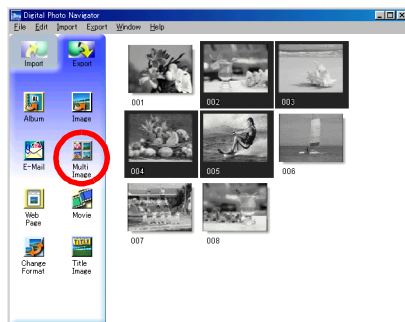 Digital Photo Navigator
File Edit Import Export Window Help
Import Export
Album Image
E-Mail Multi Image
Web Page Movie
Change Format Title Image
001 002 003
004 005 006
007 008